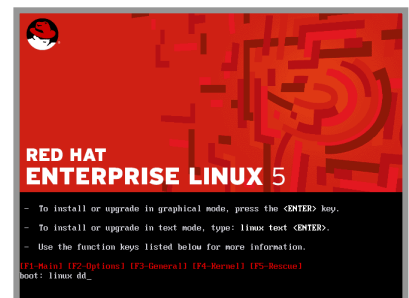 RED HAT
ENTERPRISE LINUX 5
- To install or upgrade in graphical mode, press the <ENTER> key.
- To install or upgrade in text mode, type: linux text <ENTER>.
- Use the function keys listed below for more information.
[F1-Main] [F2-Options] [F3-General] [F4-Kernel] [F5-Rescue]
boot: linux dd_